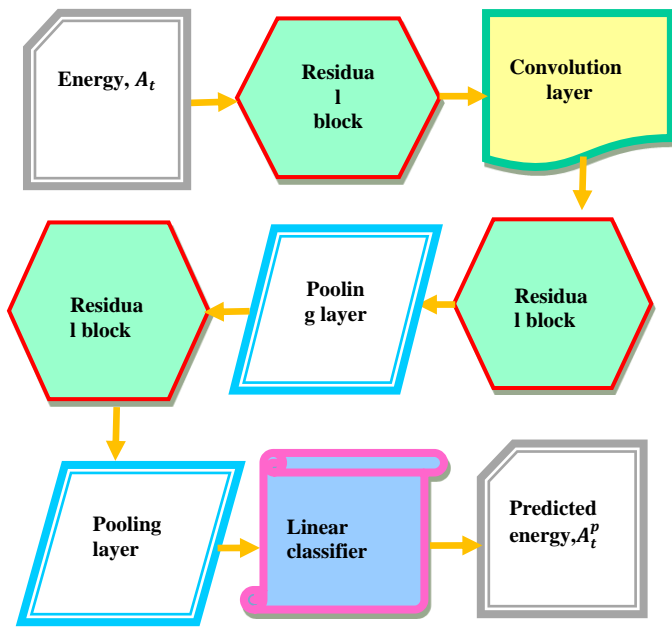 Energy, A_t
Residua
l
block
Convolution
layer
Residua
l block
Poolin
g layer
Residua
l block
Pooling
layer
Linear
classifier
Predicted
energy,A_t^p